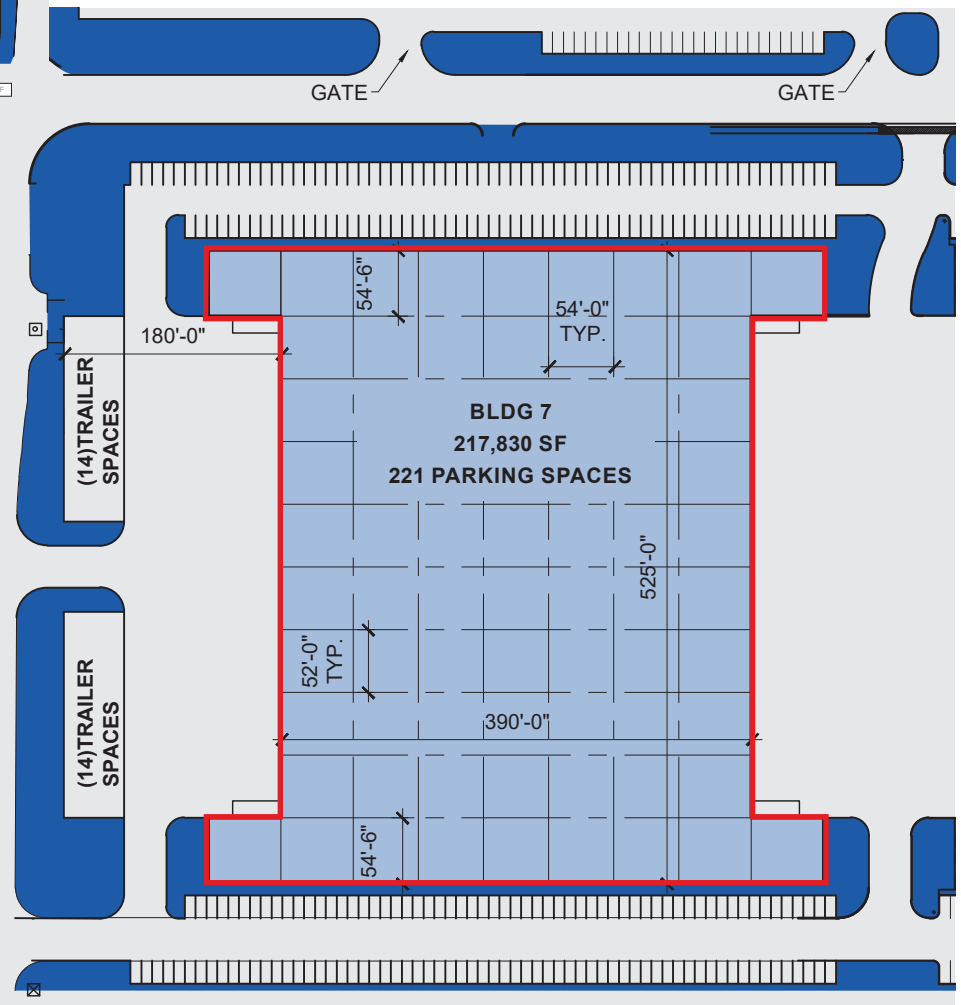 GATE
GATE
54'-6"
54'-0"
TYP.
180'-0"
(14)TRAILER
SPACES
BLDG 7
217,830 SF
221 PARKING SPACES
525'-0"
52'-0"
TYP.
(14)TRAILER
SPACES
390'-0"
54'-6"